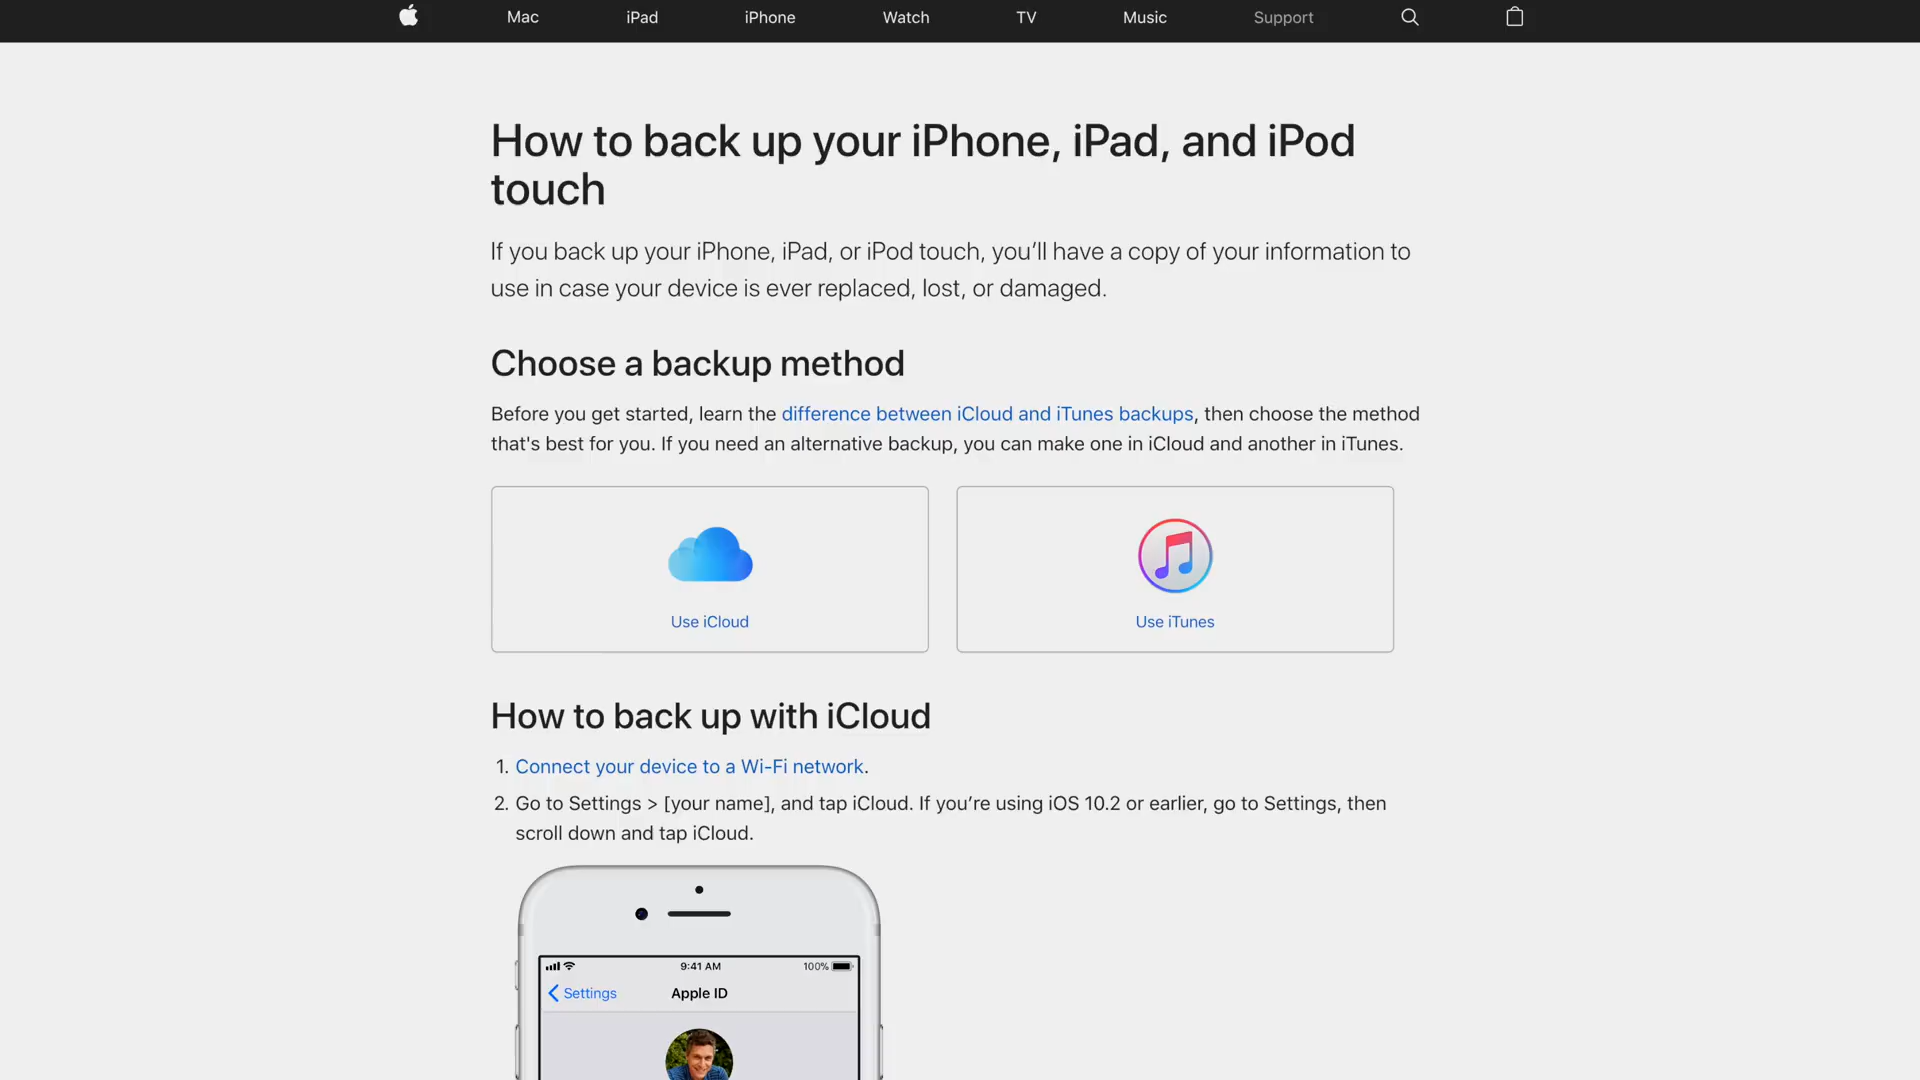 Mac iPad iPhone Watch TV Music Support
How to back up your iPhone, iPad, and iPod
touch
If you back up your iPhone, iPad, or iPod touch, you’ll have a copy of your information to
use in case your device is ever replaced, lost, or damaged.
Choose a backup method
Before you get started, learn the difference between iCloud and iTunes backups, then choose the method
that's best for you. If you need an alternative backup, you can make one in iCloud and another in iTunes.
Use iCloud
Use iTunes
How to back up with iCloud
1. Connect your device to a Wi-Fi network.
2. Go to Settings > [your name], and tap iCloud. If you’re using iOS 10.2 or earlier, go to Settings, then
scroll down and tap iCloud.
9:41 AM 100%
Settings Apple ID